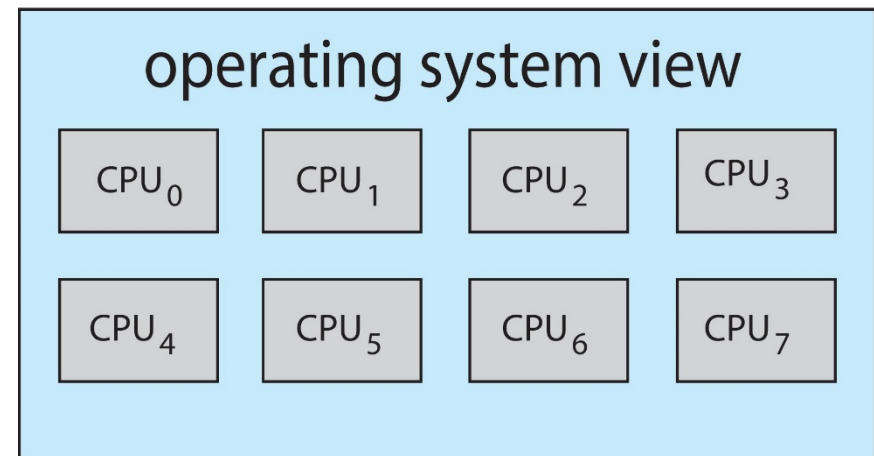 operating system view
CPU₀ CPU₁ CPU₂ CPU₃
CPU₄ CPU₅ CPU₆ CPU₇